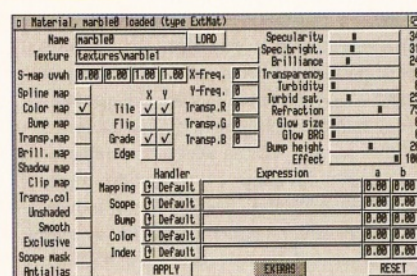 Material, marble0 loaded (type ExtMat)
Name marble0 LOAD
Texture textures\marble1
S-map uvwh 0.00 0.00 1.00 1.00 X-Freq. 0
Y-Freq. 0
Spline map
Color map
Bump map
Transp.map
Brill. map
Shadow map
Clip map
Transp.col
Unshaded
Smooth
Exclusive
Scope mask
Antialias
X Y
Tile Transp.R 0
Flip Transp.G 0
Grade Transp.B 0
Edge
Specularity
Spec.bright.
Brilliance
Transparency
Turbidity
Turbid sat.
Refraction
Glow size
Glow BRG
Bump height
Effect
Handler Expression a b
Mapping Default 0.00 0.00
Scope Default 0.00 0.00
Bump Default 0.00 0.00
Color Default 0.00 0.00
Index Default 0.00 0.00
APPLY EXTRAS RESET